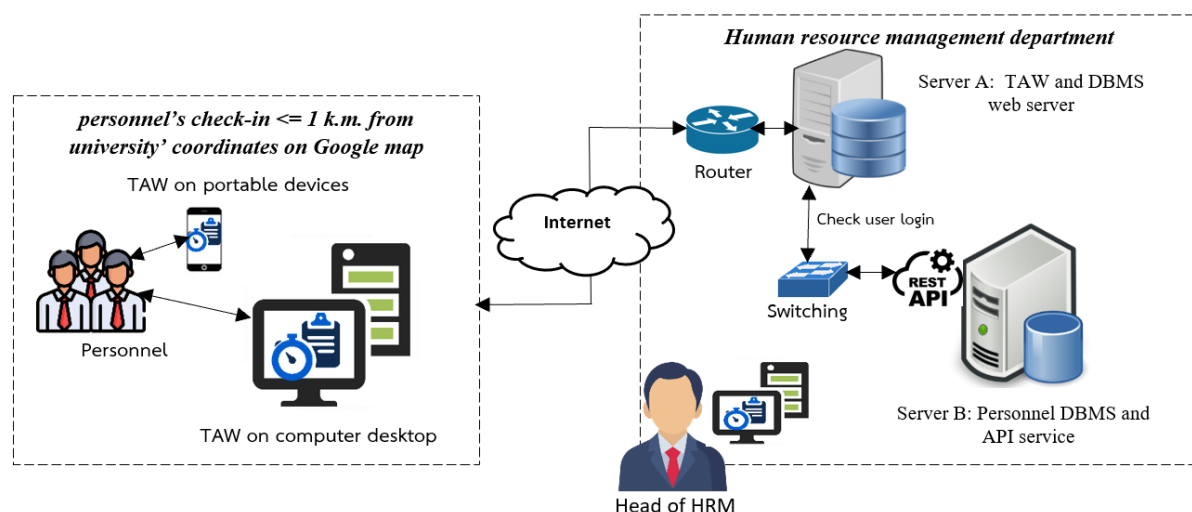 personnel's check-in <= 1 k.m. from
university' coordinates on Google map
TAW on portable devices
Personnel
TAW on computer desktop
Internet
Human resource management department
Server A:  TAW and DBMS
web server
Router
Check user login
Switching
REST
API
Server B: Personnel DBMS and
API service
Head of HRM